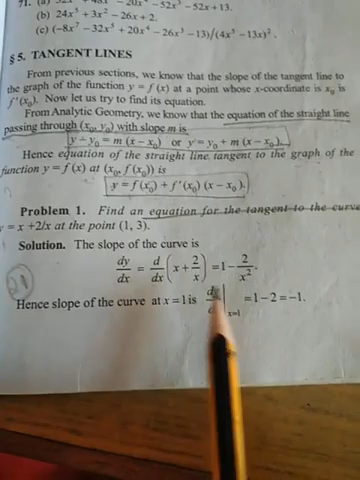 (b) 24x⁵ + 3x² − 26x + 2.
(c) (−8x⁷ − 32x⁵ + 20x⁴ − 26x³ − 13)/(4x³ − 13x)².
§ 5. TANGENT LINES
From previous sections, we know that the slope of the tangent line to
the graph of the function y = f (x) at a point whose x-coordinate is x₀ is
f ′(x₀). Now let us try to find its equation.
From Analytic Geometry, we know that the equation of the straight line
passing through (x₀, y₀) with slope m is
y − y₀ = m (x − x₀) or y = y₀ + m (x − x₀).
Hence equation of the straight line tangent to the graph of the
function y = f (x) at (x₀, f (x₀)) is
y = f (x₀) + f ′(x₀) (x − x₀).
Problem 1. Find an equation for the tangent to the curve
y = x + 2/x at the point (1, 3).
Solution. The slope of the curve is
dy/dx = d/dx (x + 2/x) = 1 − 2/x².
Hence slope of the curve at x = 1 is dy/d |ₓ₌₁ = 1 − 2 = −1.